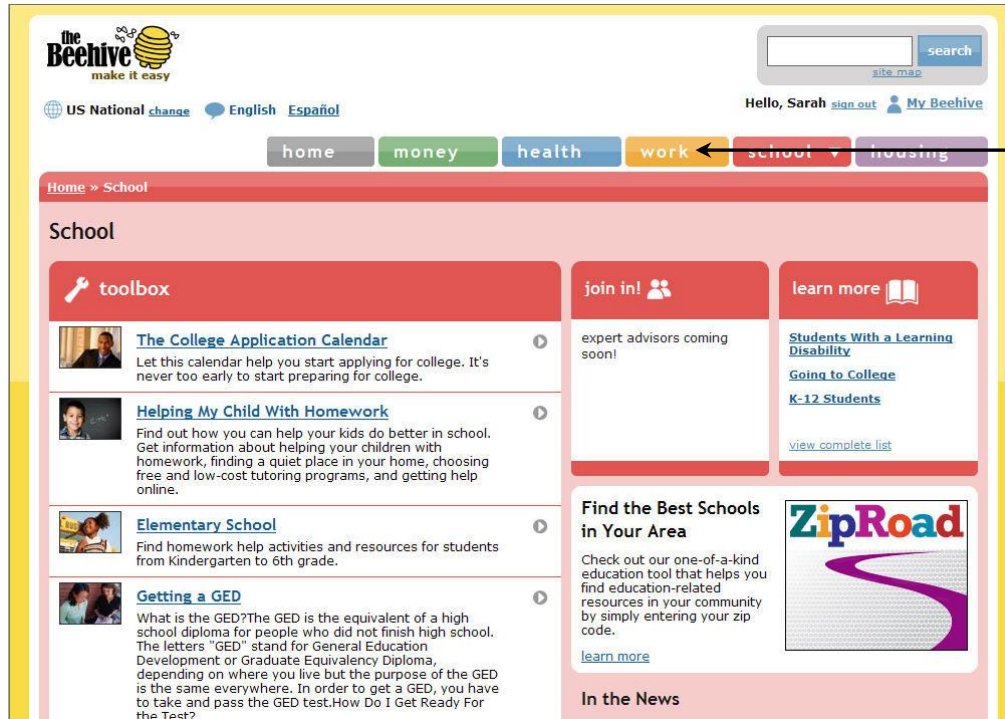 the
Beehive
make it easy
search
site map
US National change English Español
Hello, Sarah sign out My Beehive
home money health work school housing
Home » School
School
toolbox
The College Application Calendar
Let this calendar help you start applying for college. It's
never too early to start preparing for college.
Helping My Child With Homework
Find out how you can help your kids do better in school.
Get information about helping your children with
homework, finding a quiet place in your home, choosing
free and low-cost tutoring programs, and getting help
online.
Elementary School
Find homework help activities and resources for students
from Kindergarten to 6th grade.
Getting a GED
What is the GED?The GED is the equivalent of a high
school diploma for people who did not finish high school.
The letters "GED" stand for General Education
Development or Graduate Equivalency Diploma,
depending on where you live but the purpose of the GED
is the same everywhere. In order to get a GED, you have
to take and pass the GED test.How Do I Get Ready For
the Test?
join in!
expert advisors coming
soon!
learn more
Students With a Learning
Disability
Going to College
K-12 Students
view complete list
Find the Best Schools
in Your Area
Check out our one-of-a-kind
education tool that helps you
find education-related
resources in your community
by simply entering your zip
code.
learn more
ZipRoad
In the News